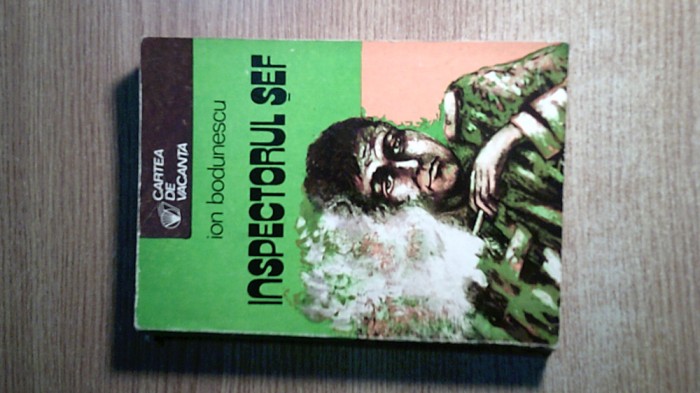 CARTEA
DE
VACANȚĂ
ion bodunescu
INSPECTORUL ȘEF